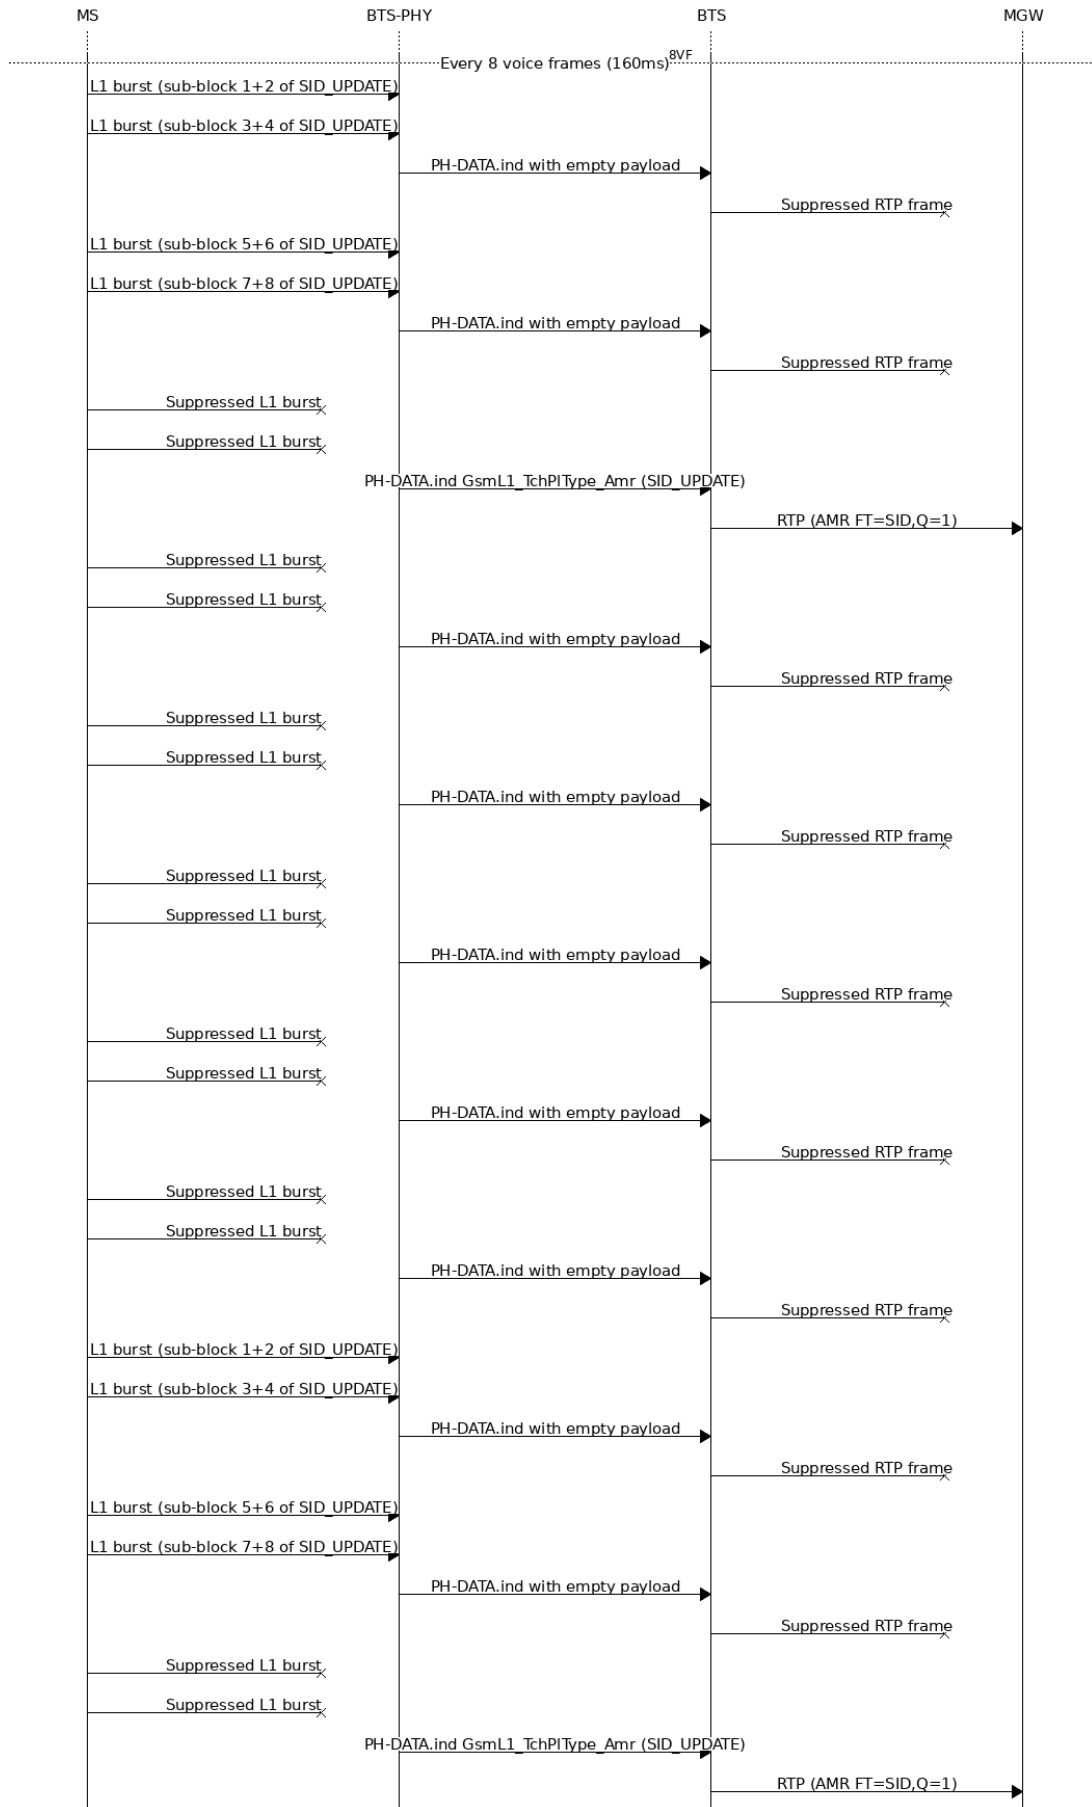 MS BTS-PHY BTS MGW
Every 8 voice frames (160ms) 8VF
L1 burst (sub-block 1+2 of SID_UPDATE)
L1 burst (sub-block 3+4 of SID_UPDATE)
PH-DATA.ind with empty payload
Suppressed RTP frame
L1 burst (sub-block 5+6 of SID_UPDATE)
L1 burst (sub-block 7+8 of SID_UPDATE)
PH-DATA.ind with empty payload
Suppressed RTP frame
Suppressed L1 burst
Suppressed L1 burst
PH-DATA.ind GsmL1_TchPlType_Amr (SID_UPDATE)
RTP (AMR FT=SID,Q=1)
Suppressed L1 burst
Suppressed L1 burst
PH-DATA.ind with empty payload
Suppressed RTP frame
Suppressed L1 burst
Suppressed L1 burst
PH-DATA.ind with empty payload
Suppressed RTP frame
Suppressed L1 burst
Suppressed L1 burst
PH-DATA.ind with empty payload
Suppressed RTP frame
Suppressed L1 burst
Suppressed L1 burst
PH-DATA.ind with empty payload
Suppressed RTP frame
Suppressed L1 burst
Suppressed L1 burst
PH-DATA.ind with empty payload
Suppressed RTP frame
L1 burst (sub-block 1+2 of SID_UPDATE)
L1 burst (sub-block 3+4 of SID_UPDATE)
PH-DATA.ind with empty payload
Suppressed RTP frame
L1 burst (sub-block 5+6 of SID_UPDATE)
L1 burst (sub-block 7+8 of SID_UPDATE)
PH-DATA.ind with empty payload
Suppressed RTP frame
Suppressed L1 burst
Suppressed L1 burst
PH-DATA.ind GsmL1_TchPlType_Amr (SID_UPDATE)
RTP (AMR FT=SID,Q=1)